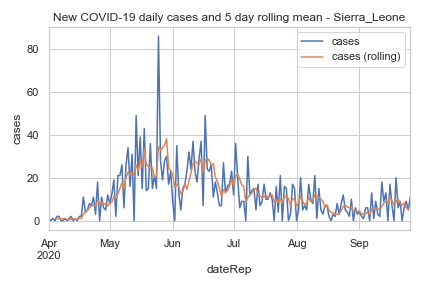 New COVID-19 daily cases and 5 day rolling mean - Sierra_Leone
cases
cases (rolling)
80
60
40
20
0
cases
Apr
2020
May
Jun
Jul
Aug
Sep
dateRep